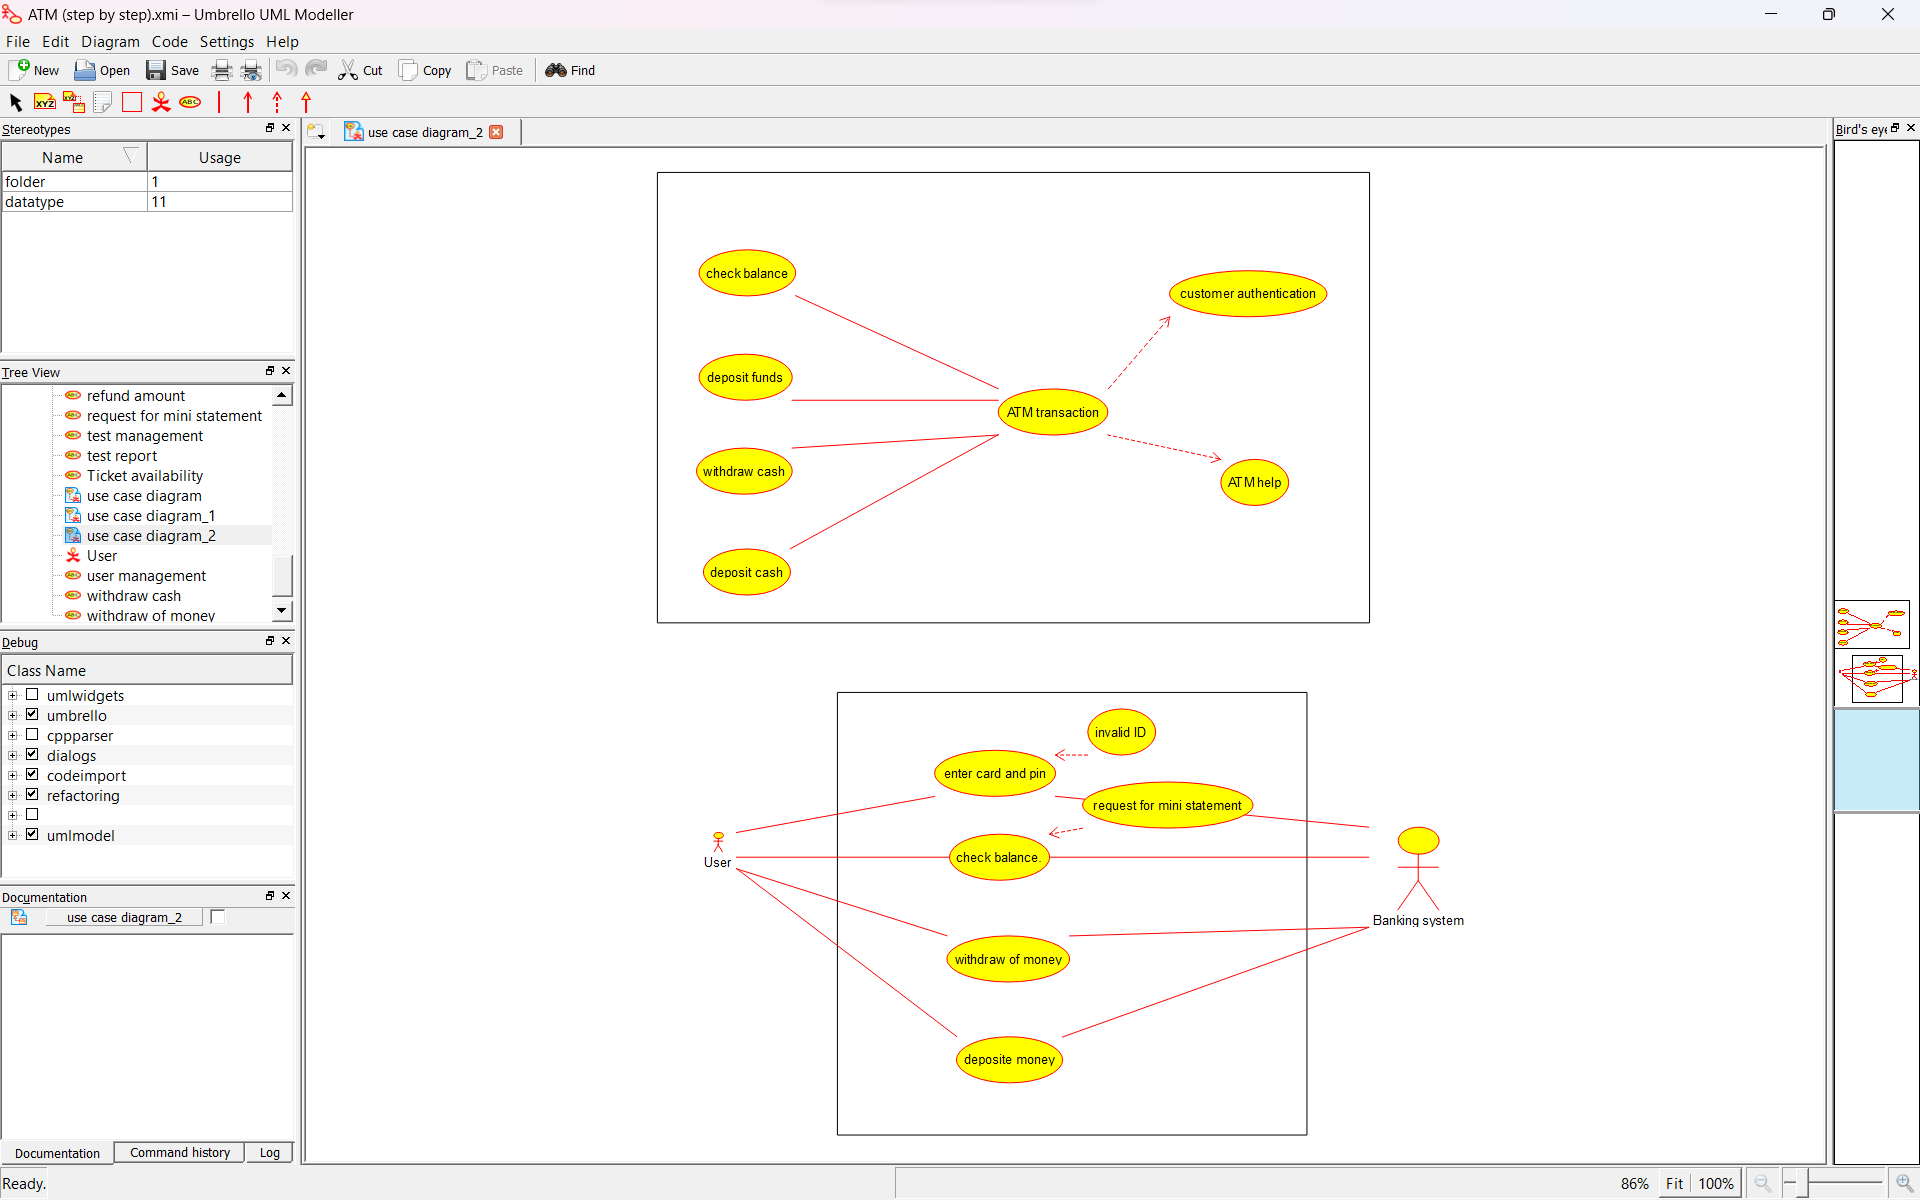 ATM (step by step).xmi – Umbrello UML Modeller
File Edit Diagram Code Settings Help
New Open Save Cut Copy Paste Find
XYZ ABC
Stereotypes
Name Usage
folder 1
datatype 11
Tree View
refund amount
request for mini statement
test management
test report
Ticket availability
use case diagram
use case diagram_1
use case diagram_2
User
user management
withdraw cash
withdraw of money
Debug
Class Name
umlwidgets
umbrello
cppparser
dialogs
codeimport
refactoring
umlmodel
Documentation
use case diagram_2
Documentation Command history Log
Ready.
use case diagram_2
check balance
customer authentication
deposit funds
ATM transaction
withdraw cash
ATM help
deposit cash
invalid ID
enter card and pin
request for mini statement
User
check balance.
Banking system
withdraw of money
deposite money
Bird's eye
86% Fit 100%